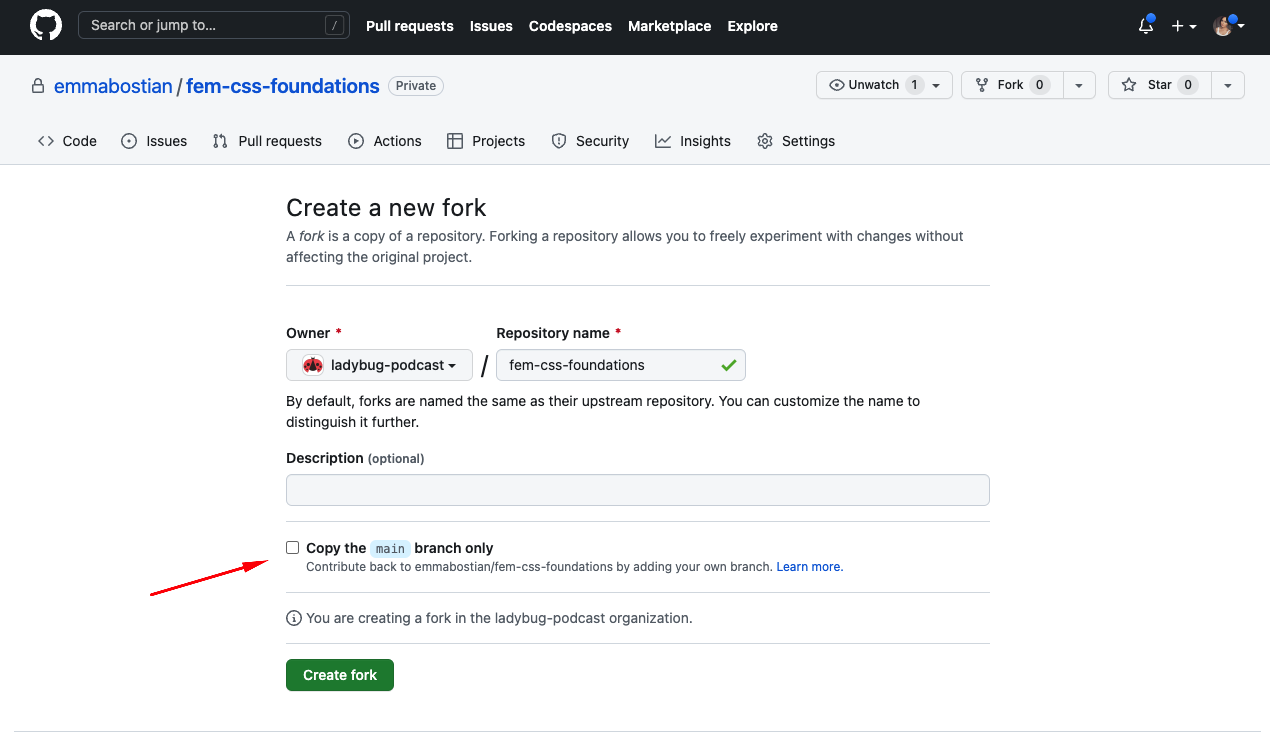 Search or jump to... / Pull requests Issues Codespaces Marketplace Explore
emmabostian / fem-css-foundations Private Unwatch 1 Fork 0 Star 0
Code Issues Pull requests Actions Projects Security Insights Settings
Create a new fork
A fork is a copy of a repository. Forking a repository allows you to freely experiment with changes without
affecting the original project.
Owner * Repository name *
ladybug-podcast / fem-css-foundations
By default, forks are named the same as their upstream repository. You can customize the name to
distinguish it further.
Description (optional)
Copy the main branch only
Contribute back to emmabostian/fem-css-foundations by adding your own branch. Learn more.
You are creating a fork in the ladybug-podcast organization.
Create fork